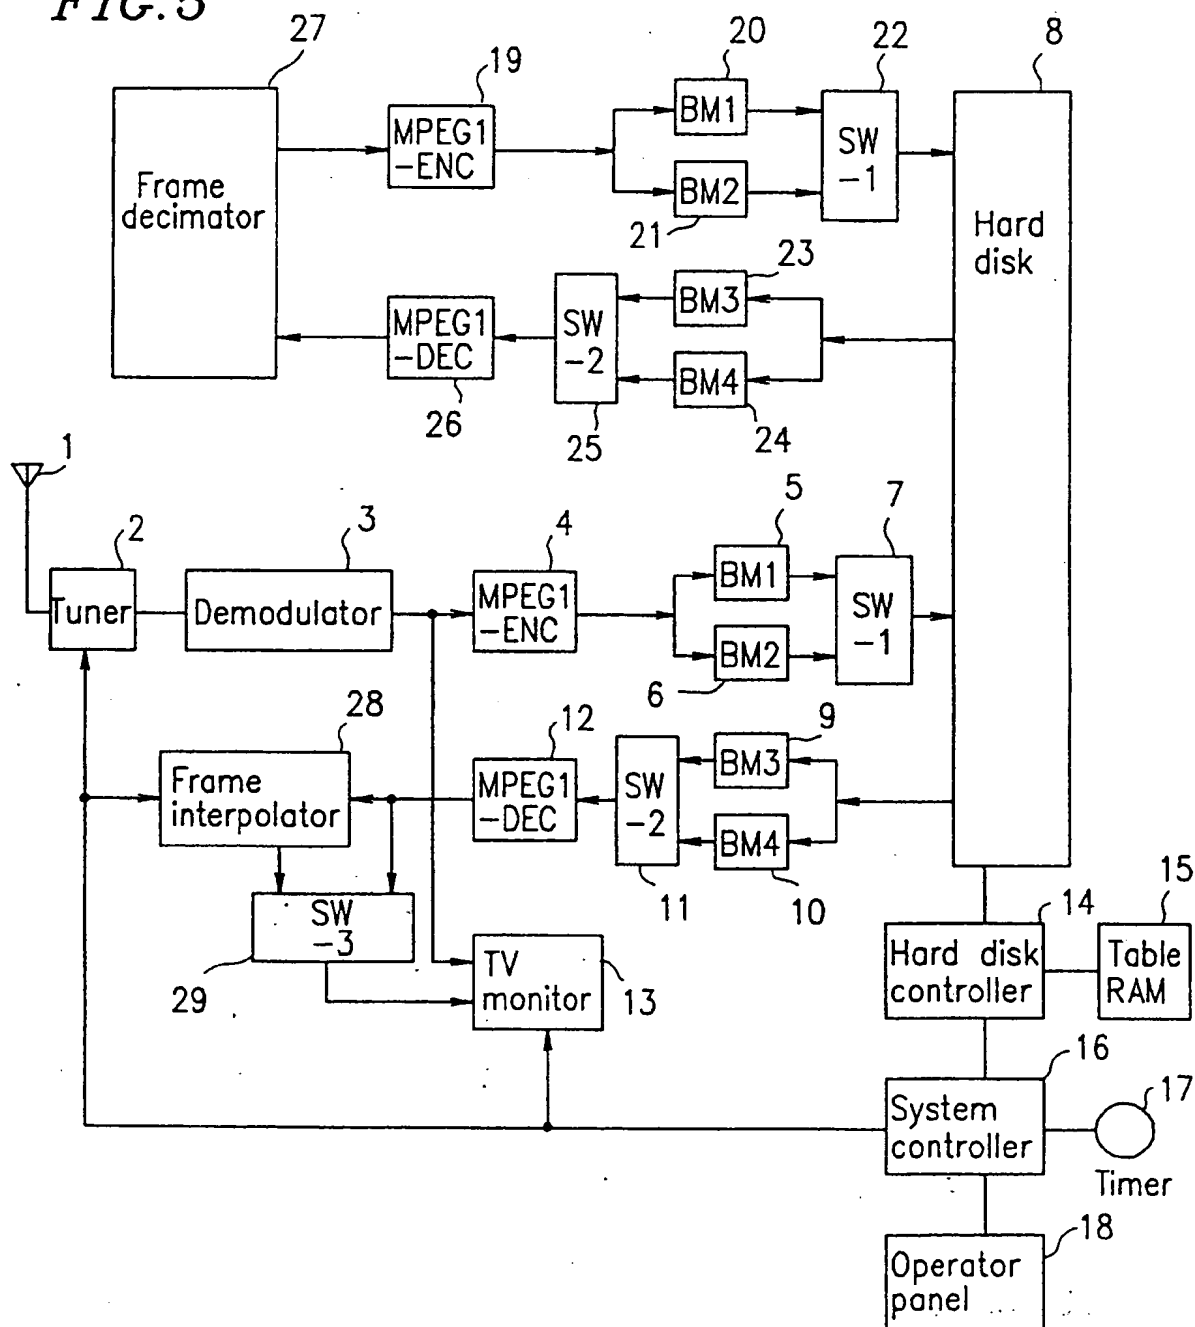 FIG. 5
27
19
20
22
8
MPEG1
-ENC
BM1
SW
-1
Frame
decimator
BM2
21
Hard
disk
23
MPEG1
-DEC
SW
-2
BM3
BM4
26
25
24
1
2
3
4
5
7
Tuner
Demodulator
MPEG1
-ENC
BM1
SW
-1
BM2
6
28
12
9
Frame
interpolator
MPEG1
-DEC
SW
-2
BM3
BM4
11
10
SW
-3
29
TV
monitor
13
14
15
Hard disk
controller
Table
RAM
16
17
System
controller
Timer
18
Operator
panel